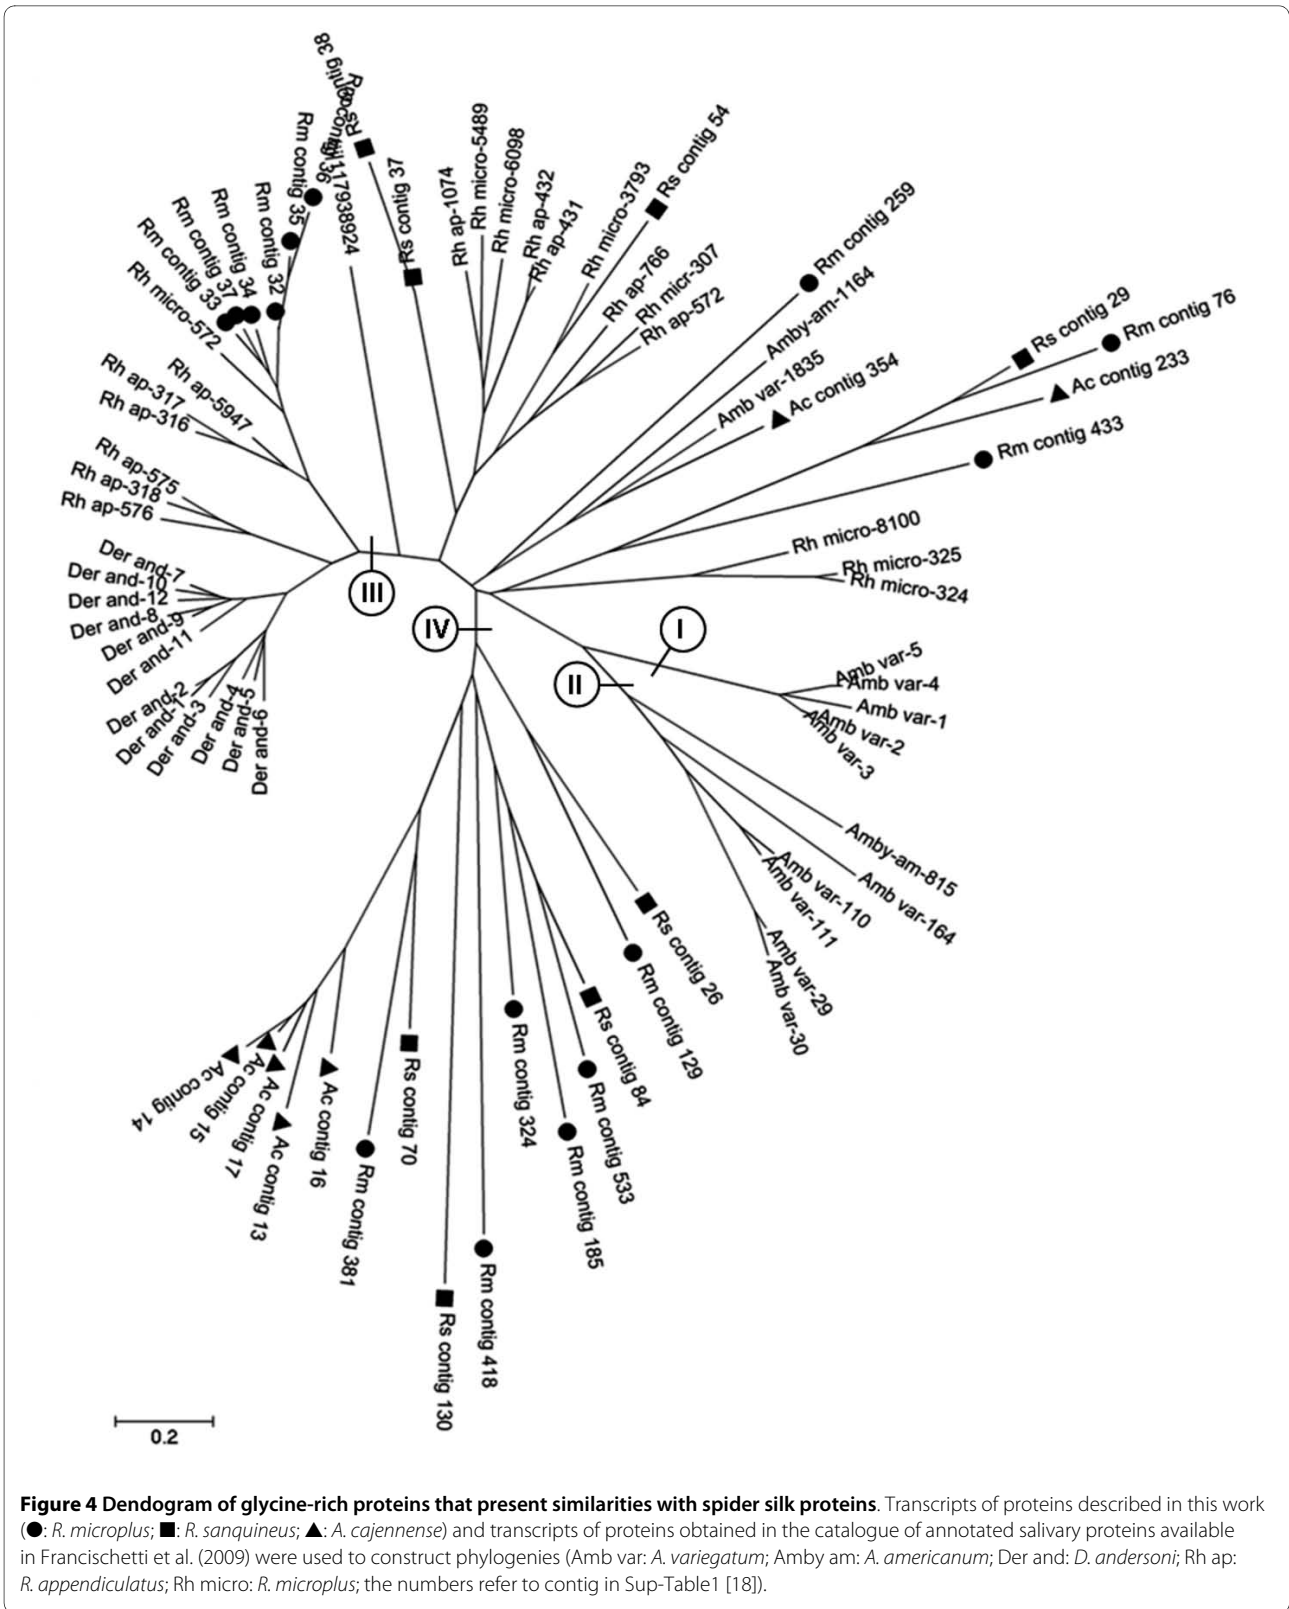 Rs contig 38
Rm contig 36
Rm contig 35
Rm contig 32
Rm contig 34
Rm contig 37
Rm contig 33
Rh micro-572
Rh ap-5947
Rh ap-317
Rh ap-316
Rh ap-575
Rh ap-318
Rh ap-576
Der and-7
Der and-10
Der and-12
Der and-8
Der and-9
Der and-11
Der and-2
Der and-1
Der and-3
Der and-4
Der and-5
Der and-6
Rs contig 37
Rh ap-1074
Rh micro-5489
Rh micro-6098
Rh ap-432
Rh ap-431
Rh micro-3793
Rs contig 54
Rh ap-766
Rh micr-307
Rh ap-572
Rm contig 259
Amby-am-1164
Amb var-1835
Ac contig 354
Rs contig 29
Rm contig 76
Ac contig 233
Rm contig 433
Rh micro-8100
Rh micro-325
Rh micro-324
III
IV
I
II
Amb var-5
Amb var-4
Amb var-1
Amb var-2
Amb var-3
Amby-am-815
Amb var-164
Amb var-110
Amb var-111
Amb var-29
Amb var-30
Rs contig 26
Rm contig 129
Rs contig 84
Rm contig 533
Rm contig 185
Rm contig 324
Rm contig 418
Rs contig 130
Rs contig 70
Rm contig 381
Ac contig 16
Ac contig 13
Ac contig 17
Ac contig 15
Ac contig 14
0.2
Figure 4 Dendogram of glycine-rich proteins that present similarities with spider silk proteins. Transcripts of proteins described in this work
(●: R. microplus; ■: R. sanquineus; ▲: A. cajennense) and transcripts of proteins obtained in the catalogue of annotated salivary proteins available
in Francischetti et al. (2009) were used to construct phylogenies (Amb var: A. variegatum; Amby am: A. americanum; Der and: D. andersoni; Rh ap:
R. appendiculatus; Rh micro: R. microplus; the numbers refer to contig in Sup-Table1 [18]).